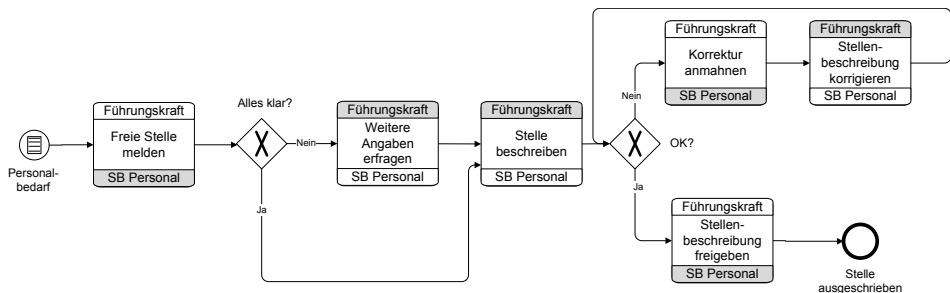 Personal-
bedarf
Führungskraft
Freie Stelle
melden
SB Personal
Alles klar?
X
Nein
Ja
Führungskraft
Weitere
Angaben
erfragen
SB Personal
Führungskraft
Stelle
beschreiben
SB Personal
X
OK?
Nein
Ja
Führungskraft
Korrektur
anmahnen
SB Personal
Führungskraft
Stellen-
beschreibung
korrigieren
SB Personal
Führungskraft
Stellen-
beschreibung
freigeben
SB Personal
Stelle
ausgeschrieben